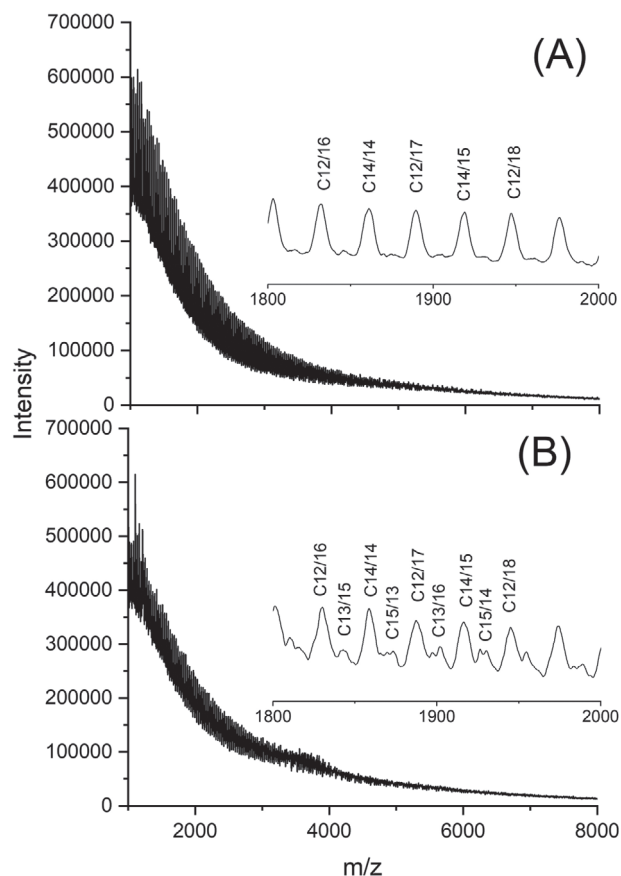 700000
600000
500000
400000
300000
200000
100000
0
(A)
C12/16
C14/14
C12/17
C14/15
C12/18
1800
1900
2000
Intensity
700000
600000
500000
400000
300000
200000
100000
0
(B)
C12/16
C13/15
C14/14
C15/13
C12/17
C13/16
C14/15
C15/14
C12/18
1800
1900
2000
2000
4000
6000
8000
m/z